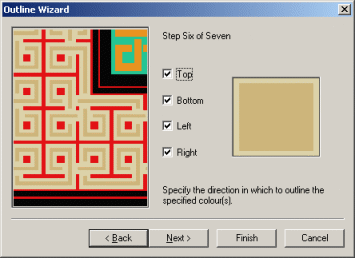 Outline Wizard
Step Six of Seven
Top
Bottom
Left
Right
Specify the direction in which to outline the
specified colour(s).
< Back
Next >
Finish
Cancel